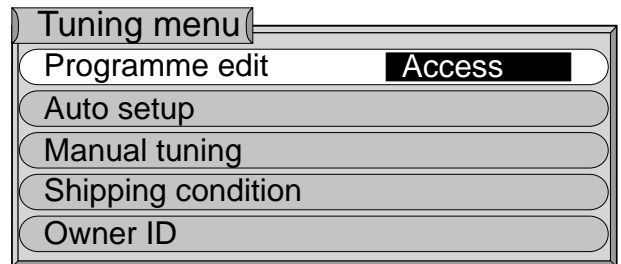 Tuning menu
Programme edit Access
Auto setup
Manual tuning
Shipping condition
Owner ID